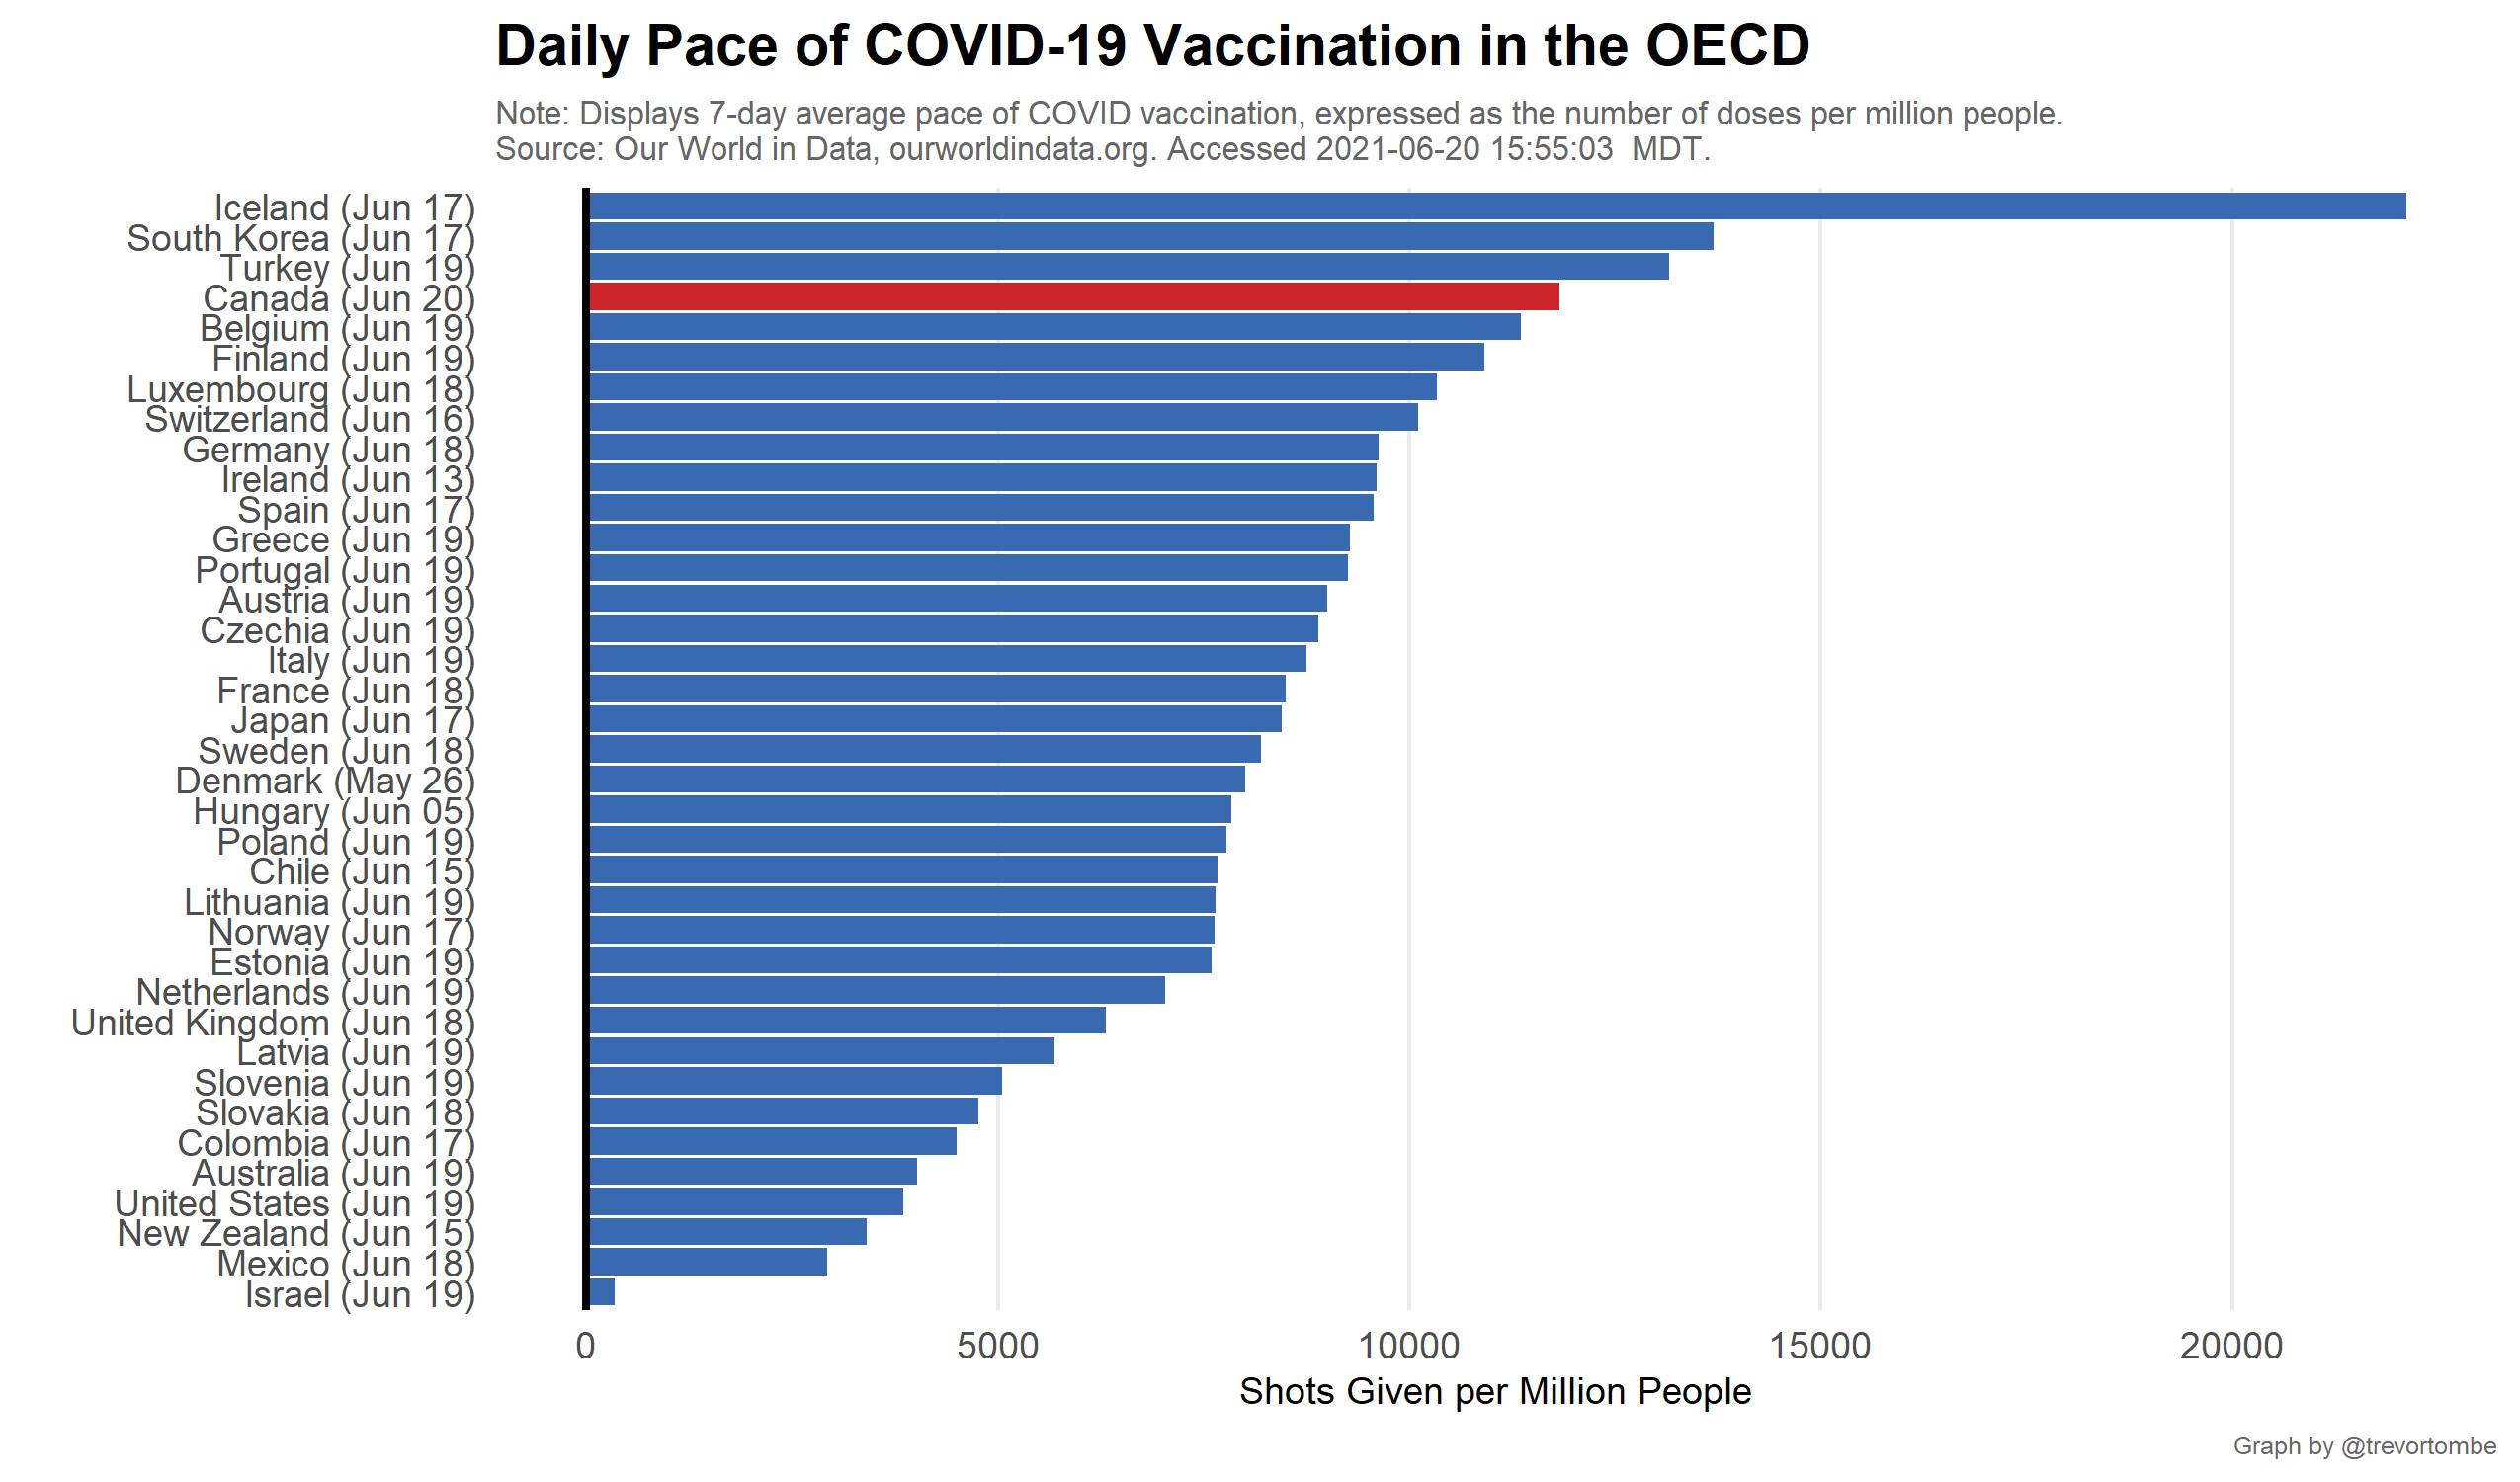 Daily Pace of COVID-19 Vaccination in the OECD
Note: Displays 7-day average pace of COVID vaccination, expressed as the number of doses per million people.
Source: Our World in Data, ourworldindata.org. Accessed 2021-06-20 15:55:03  MDT.
Iceland (Jun 17)
South Korea (Jun 17)
Turkey (Jun 19)
Canada (Jun 20)
Belgium (Jun 19)
Finland (Jun 19)
Luxembourg (Jun 18)
Switzerland (Jun 16)
Germany (Jun 18)
Ireland (Jun 13)
Spain (Jun 17)
Greece (Jun 19)
Portugal (Jun 19)
Austria (Jun 19)
Czechia (Jun 19)
Italy (Jun 19)
France (Jun 18)
Japan (Jun 17)
Sweden (Jun 18)
Denmark (May 26)
Hungary (Jun 05)
Poland (Jun 19)
Chile (Jun 15)
Lithuania (Jun 19)
Norway (Jun 17)
Estonia (Jun 19)
Netherlands (Jun 19)
United Kingdom (Jun 18)
Latvia (Jun 19)
Slovenia (Jun 19)
Slovakia (Jun 18)
Colombia (Jun 17)
Australia (Jun 19)
United States (Jun 19)
New Zealand (Jun 15)
Mexico (Jun 18)
Israel (Jun 19)
0 5000 10000 15000 20000
Shots Given per Million People
Graph by @trevortombe